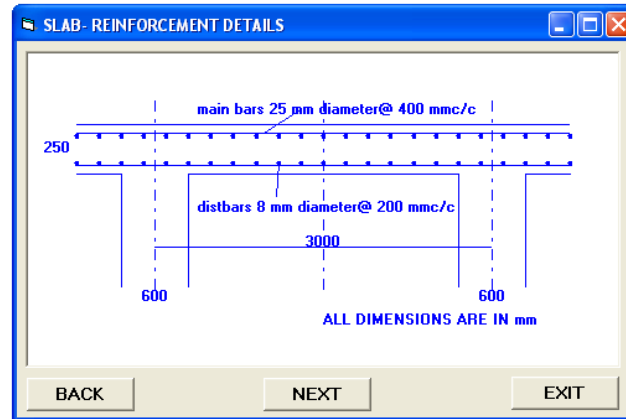 SLAB- REINFORCEMENT DETAILS
main bars 25 mm diameter@ 400 mmc/c
250
distbars 8 mm diameter@ 200 mmc/c
3000
600 600
ALL DIMENSIONS ARE IN mm
BACK NEXT EXIT